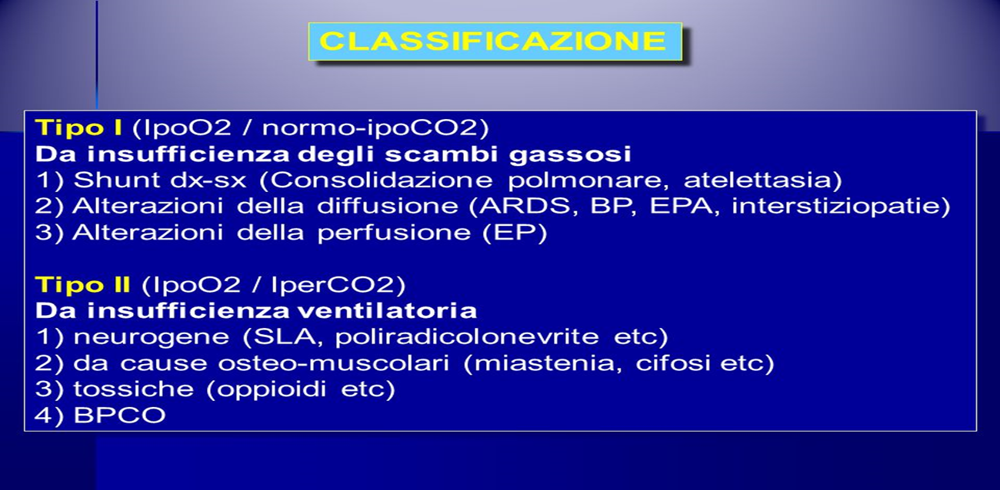 CLASSIFICAZIONE
Tipo I (IpoO2 / normo-ipoCO2)
Da insufficienza degli scambi gassosi
1) Shunt dx-sx (Consolidazione polmonare, atelettasia)
2) Alterazioni della diffusione (ARDS, BP, EPA, interstiziopatie)
3) Alterazioni della perfusione (EP)
Tipo II (IpoO2 / IperCO2)
Da insufficienza ventilatoria
1) neurogene (SLA, poliradicolonevrite etc)
2) da cause osteo-muscolari (miastenia, cifosi etc)
3) tossiche (oppioidi etc)
4) BPCO